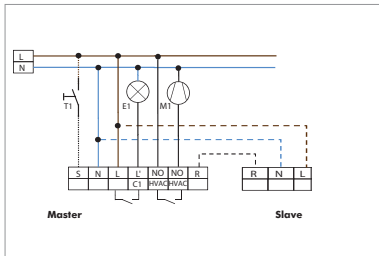 L
N
T1
E1
M1
S N L L' NO NO R
C1 HVAC HVAC
R N L
Master
Slave